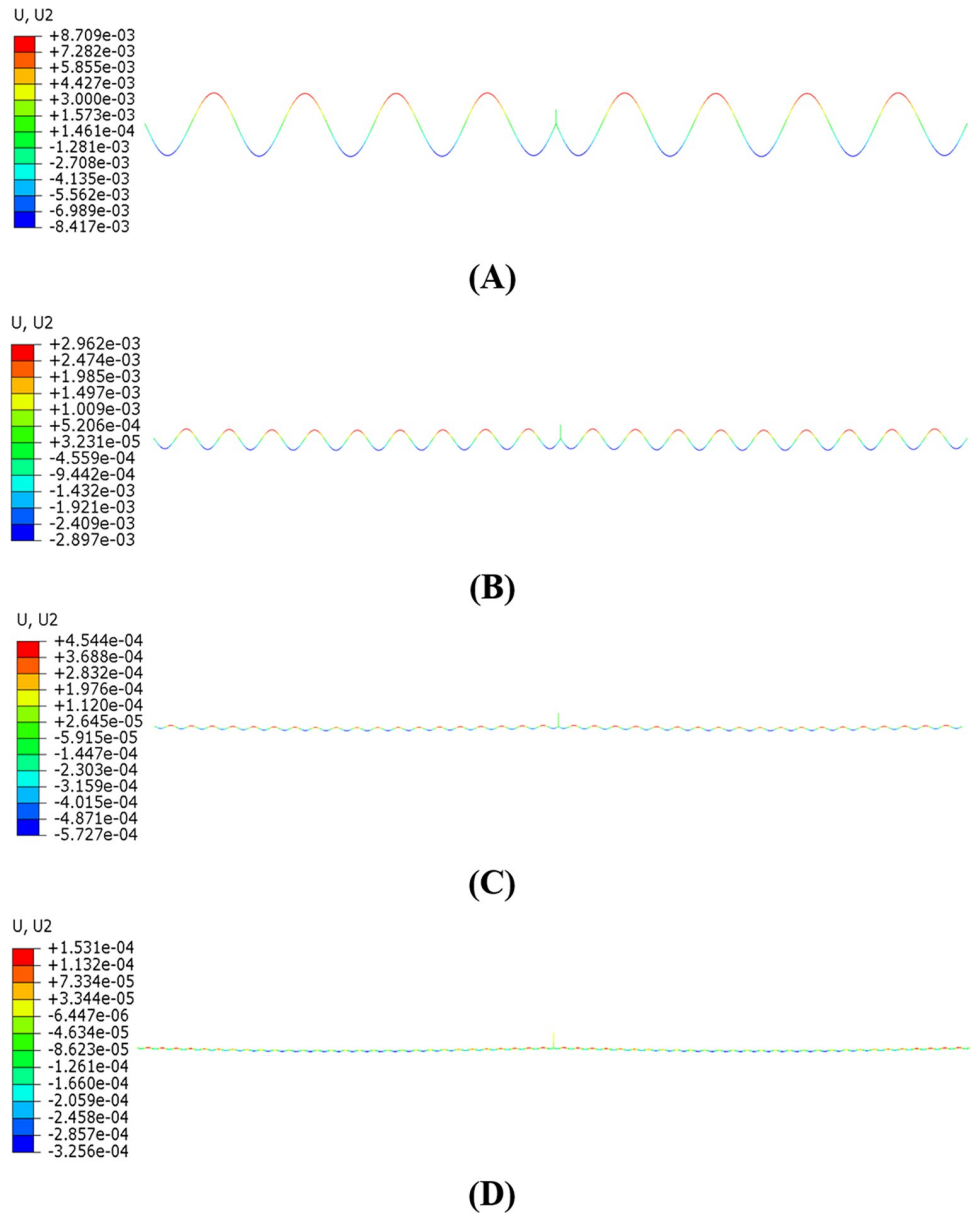 U, U2
+8.709e-03
+7.282e-03
+5.855e-03
+4.427e-03
+3.000e-03
+1.573e-03
+1.461e-04
-1.281e-03
-2.708e-03
-4.135e-03
-5.562e-03
-6.989e-03
-8.417e-03
(A)
U, U2
+2.962e-03
+2.474e-03
+1.985e-03
+1.497e-03
+1.009e-03
+5.206e-04
+3.231e-05
-4.559e-04
-9.442e-04
-1.432e-03
-1.921e-03
-2.409e-03
-2.897e-03
(B)
U, U2
+4.544e-04
+3.688e-04
+2.832e-04
+1.976e-04
+1.120e-04
+2.645e-05
-5.915e-05
-1.447e-04
-2.303e-04
-3.159e-04
-4.015e-04
-4.871e-04
-5.727e-04
(C)
U, U2
+1.531e-04
+1.132e-04
+7.334e-05
+3.344e-05
-6.447e-06
-4.634e-05
-8.623e-05
-1.261e-04
-1.660e-04
-2.059e-04
-2.458e-04
-2.857e-04
-3.256e-04
(D)